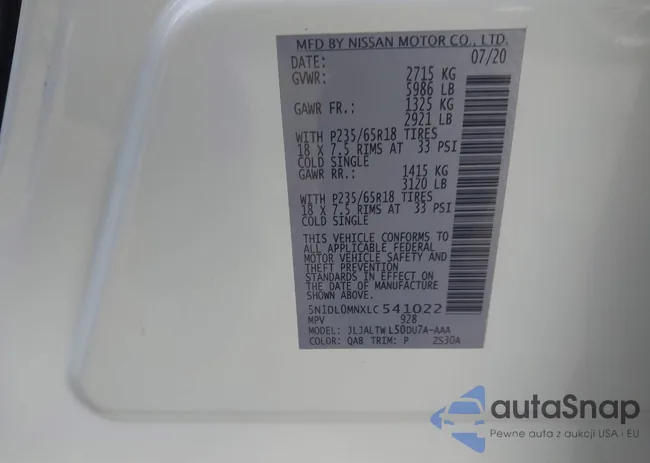 MFD BY NISSAN MOTOR CO., LTD.
DATE: 07/20
GVWR: 2715 KG
5986 LB
GAWR FR.: 1325 KG
2921 LB
WITH P235/65R18 TIRES
18 X 7.5 RIMS AT 33 PSI
COLD SINGLE
GAWR RR.: 1415 KG
3120 LB
WITH P235/65R18 TIRES
18 X 7.5 RIMS AT 33 PSI
COLD SINGLE
THIS VEHICLE CONFORMS TO
ALL APPLICABLE FEDERAL
MOTOR VEHICLE SAFETY AND
THEFT PREVENTION
STANDARDS IN EFFECT ON
THE DATE OF MANUFACTURE
SHOWN ABOVE.
5N1DL0MNXLC 541022
MPV 928
MODEL: JLJALTWL50DU7A-AAA
COLOR: QAB TRIM: P 2S30A
autaSnap
Pewne auta z aukcji USA i EU